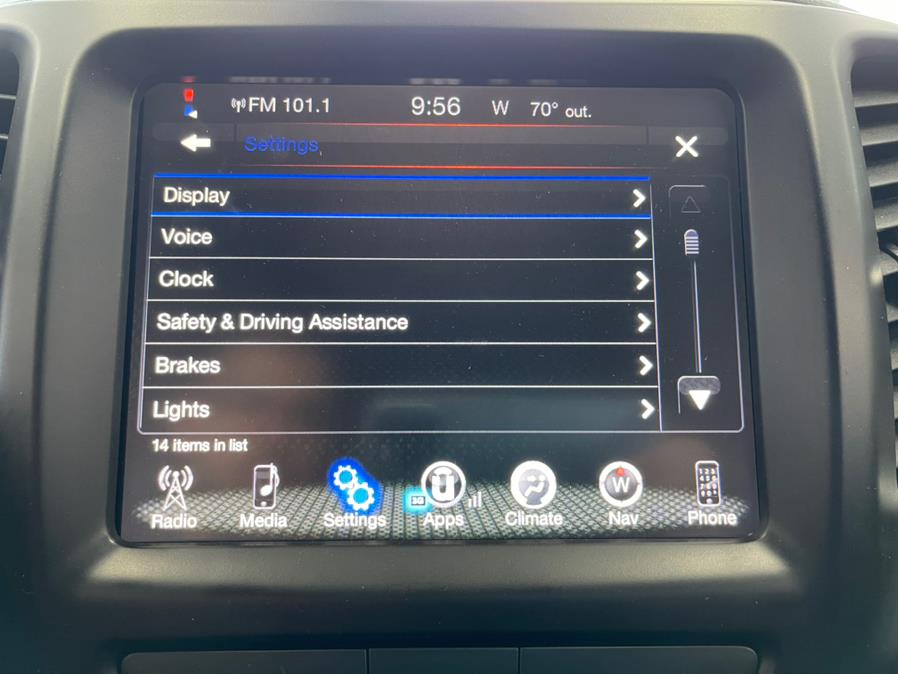 FM 101.1 9:56 W 70° out.
Settings
Display
Voice
Clock
Safety & Driving Assistance
Brakes
Lights
14 items in list
3G W
Radio Media Settings Apps Climate Nav Phone